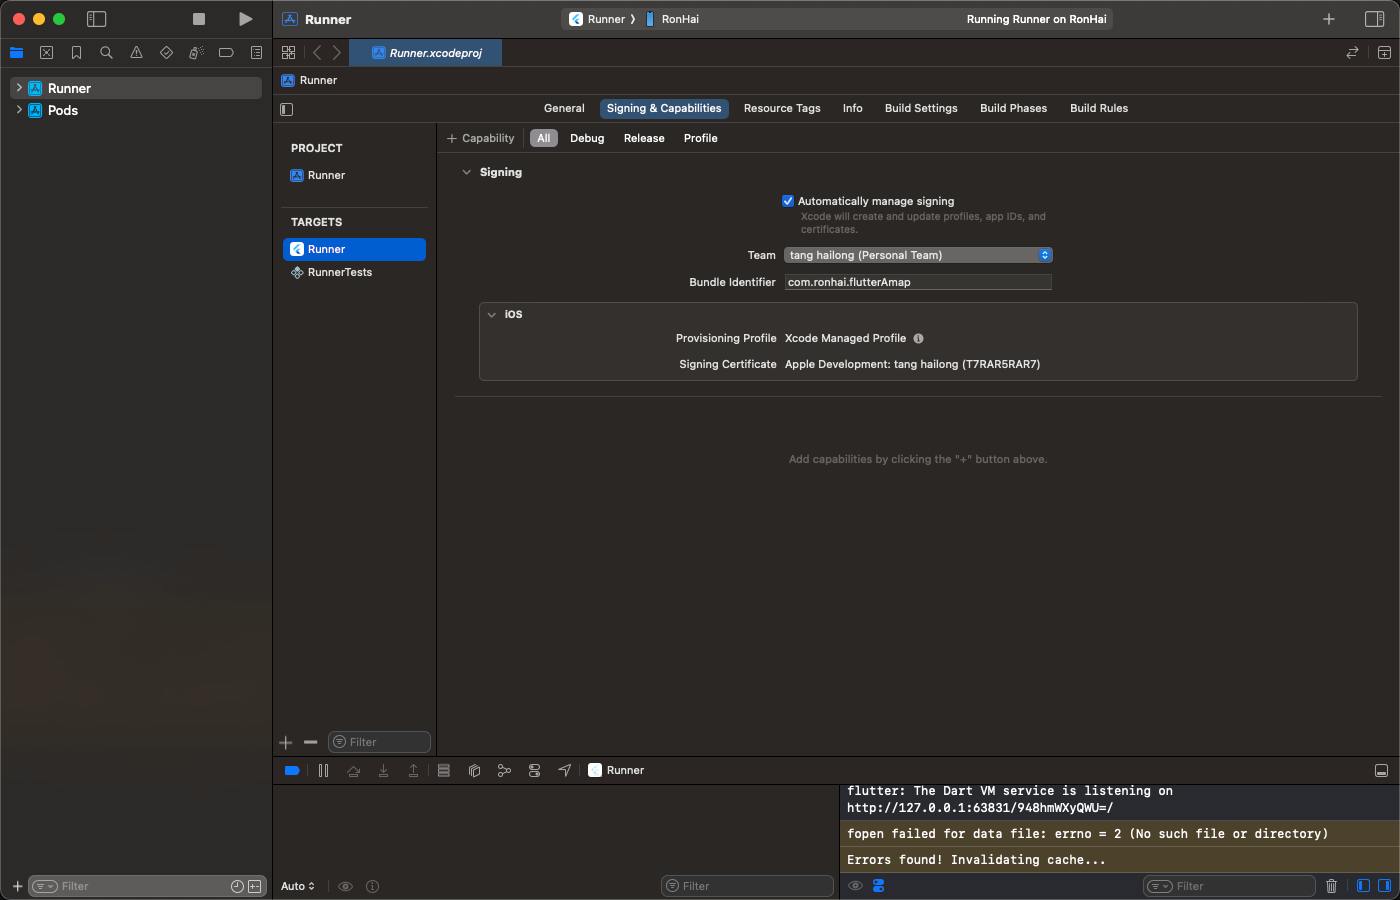 Runner
Runner
RonHai
Running Runner on RonHai
Runner.xcodeproj
Runner
Pods
Runner
General
Signing & Capabilities
Resource Tags
Info
Build Settings
Build Phases
Build Rules
Capability
All
Debug
Release
Profile
PROJECT
Runner
TARGETS
Runner
RunnerTests
Signing
Automatically manage signing
Xcode will create and update profiles, app IDs, and
certificates.
Team
tang hailong (Personal Team)
Bundle Identifier
com.ronhai.flutterAmap
iOS
Provisioning Profile
Xcode Managed Profile
Signing Certificate
Apple Development: tang hailong (T7RAR5RAR7)
Add capabilities by clicking the "+" button above.
Filter
Runner
flutter: The Dart VM service is listening on
http://127.0.0.1:63831/948hmWXyQWU=/
fopen failed for data file: errno = 2 (No such file or directory)
Errors found! Invalidating cache...
Filter
Auto
Filter
Filter